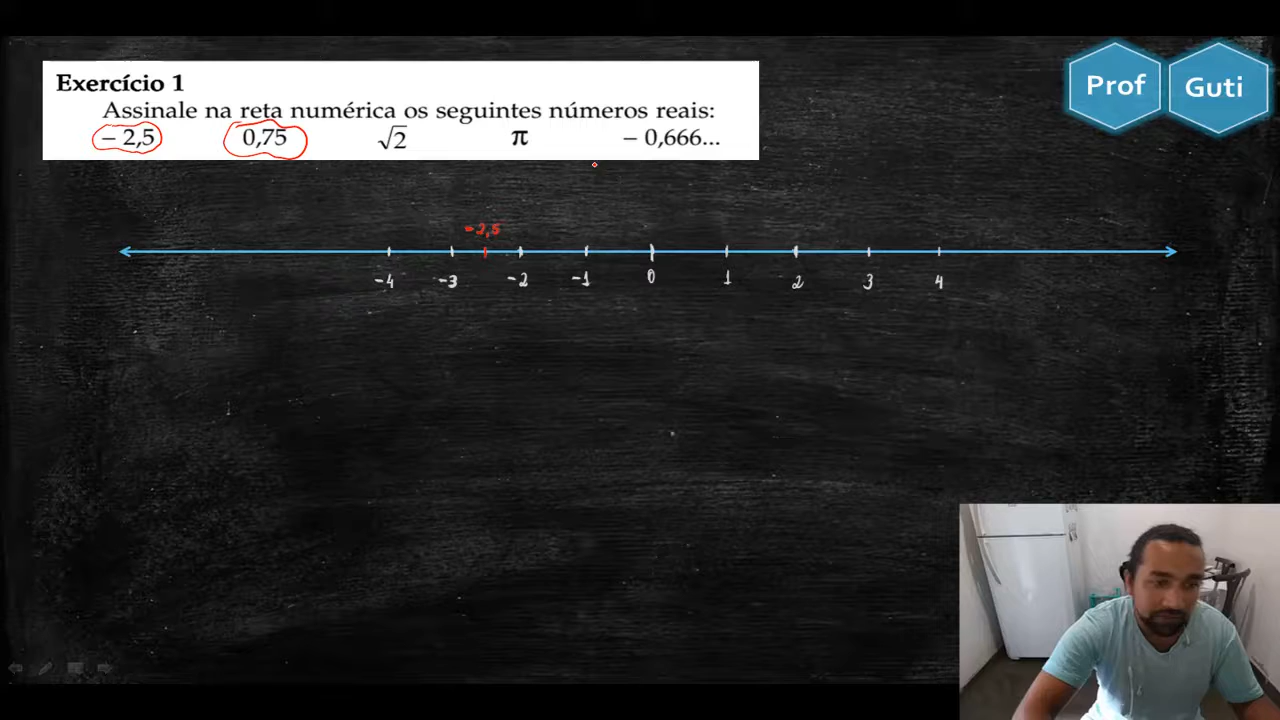 Prof Guti
Exercício 1
Assinale na reta numérica os seguintes números reais:
– 2,5 0,75 √2 π – 0,666...
-2,5
-4 -3 -2 -1 0 1 2 3 4